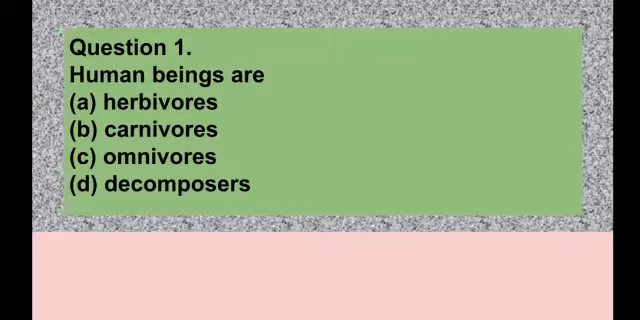 Question 1.
Human beings are
(a) herbivores
(b) carnivores
(c) omnivores
(d) decomposers